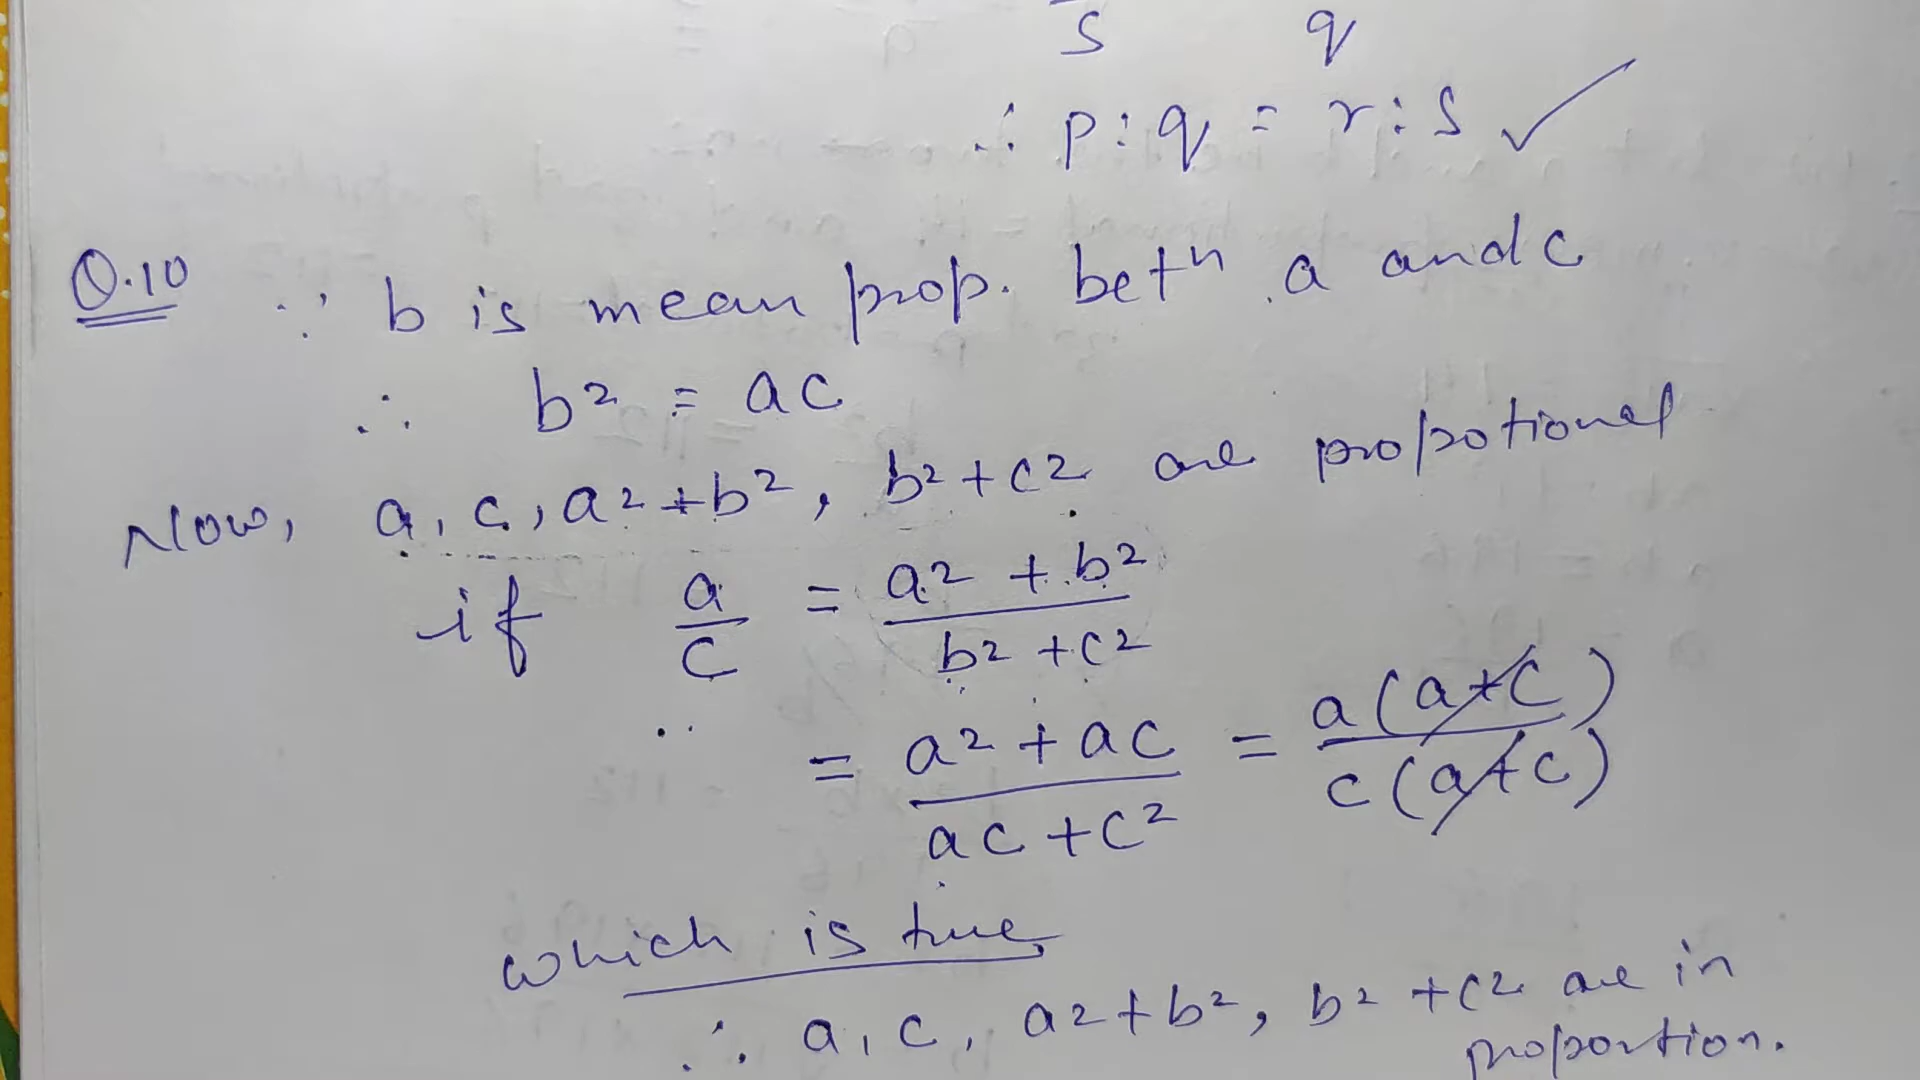 s q
∴ p : q = r : s ✓
Q.10 ∵ b is mean prop. betn a and c
∴ b² = ac
Now, a, c, a² + b², b² + c² are propotional
if a/c = (a² + b²)/(b² + c²)
= (a² + ac)/(ac + c²) = a(a+c)/c(a+c)
which is true
∴ a, c, a² + b², b² + c² are in
proportion.